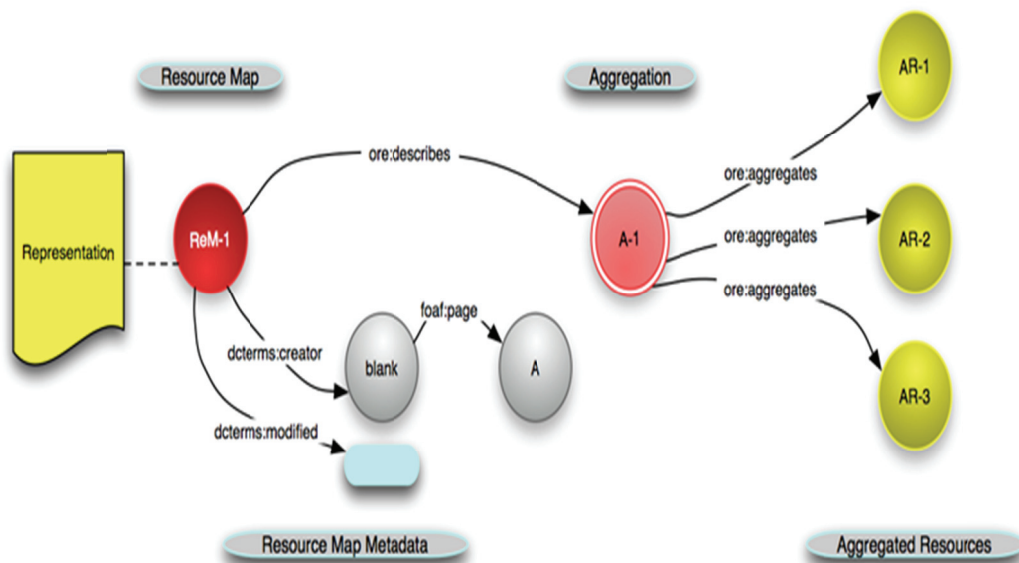 Resource Map
Aggregation
AR-1
ore:describes
ore:aggregates
Representation
ReM-1
A-1
ore:aggregates
AR-2
ore:aggregates
foaf:page
dcterms:creator
blank
A
AR-3
dcterms:modified
Resource Map Metadata
Aggregated Resources